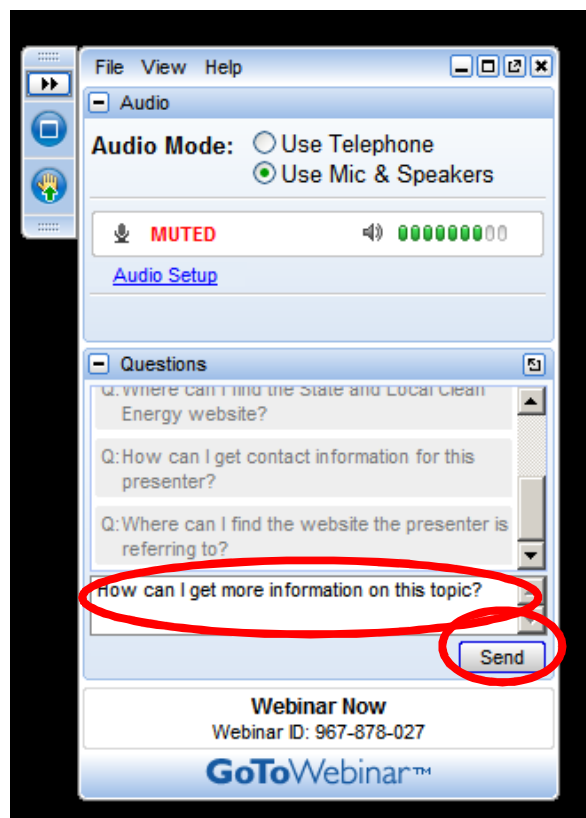 File View Help
Audio
Audio Mode: Use Telephone
Use Mic & Speakers
MUTED
Audio Setup
Questions
Q: Where can I find the State and Local Clean
Energy website?
Q: How can I get contact information for this
presenter?
Q: Where can I find the website the presenter is
referring to?
How can I get more information on this topic?
Send
Webinar Now
Webinar ID: 967-878-027
GoToWebinar™